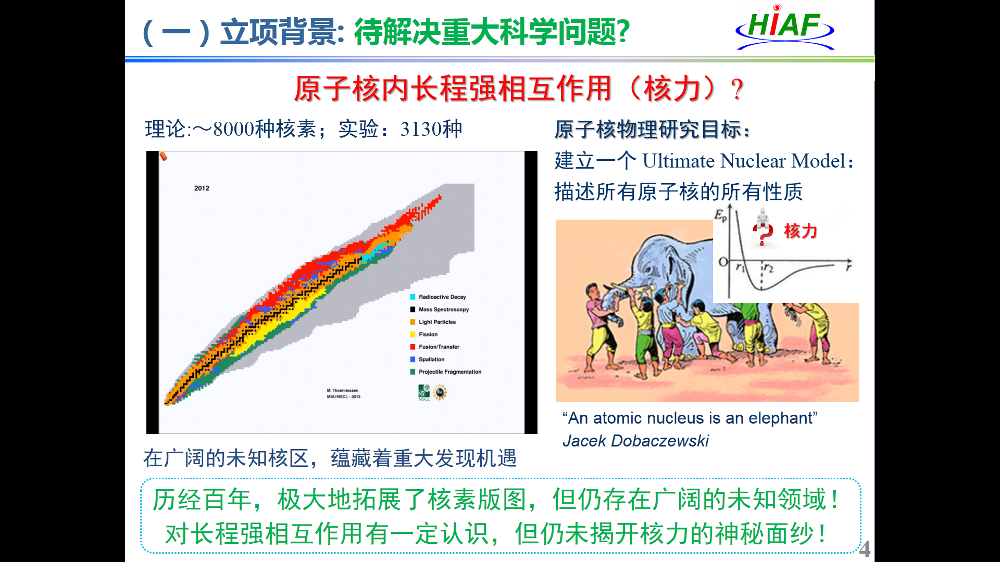 （一）立项背景: 待解决重大科学问题?
HiAF
原子核内长程强相互作用（核力）?
理论:～8000种核素；实验：3130种
2012
Radioactive Decay
Mass Spectroscopy
Light Particles
Fission
Fusion/Transfer
Spallation
Projectile Fragmentation
M. Thoennessen
MSU/NSCL - 2013
NSCL
NSF
在广阔的未知核区，蕴藏着重大发现机遇
原子核物理研究目标：
建立一个 Ultimate Nuclear Model：
描述所有原子核的所有性质
Ep
?
核力
O
r1
r2
r
“An atomic nucleus is an elephant”
Jacek Dobaczewski
历经百年，极大地拓展了核素版图，但仍存在广阔的未知领域！
对长程强相互作用有一定认识，但仍未揭开核力的神秘面纱！
4